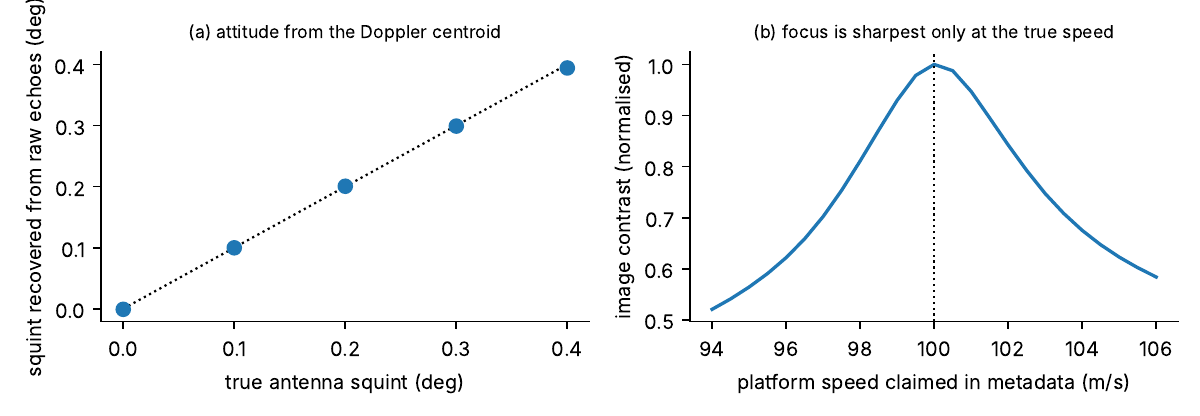 (a) attitude from the Doppler centroid
squint recovered from raw echoes (deg)
0.4
0.3
0.2
0.1
0.0
0.0 0.1 0.2 0.3 0.4
true antenna squint (deg)
(b) focus is sharpest only at the true speed
image contrast (normalised)
1.0
0.9
0.8
0.7
0.6
0.5
94 96 98 100 102 104 106
platform speed claimed in metadata (m/s)